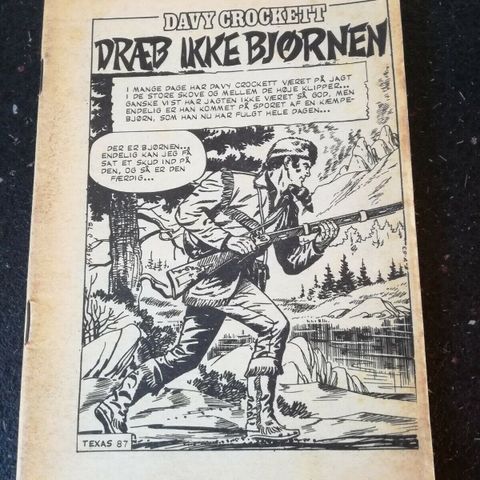 DAVY CROCKETT
DRÆB IKKE BJØRNEN
I MANGE DAGE HAR DAVY CROCKETT VÆRET PÅ JAGT
I DE STORE SKOVE OG MELLEM DE HØJE KLIPPER...
GANSKE VIST HAR JAGTEN IKKE VÆRET SÅ GOD, MEN
ENDELIG ER HAN KOMMET PÅ SPORET AF EN KÆMPE-
BJØRN, SOM HAN NU HAR FULGT HELE DAGEN...
DER ER BJØRNEN...
ENDELIG KAN JEG FÅ
SAT ET SKUD IND PÅ
DEN, OG SÅ ER DEN
FÆRDIG...
TEXAS 87